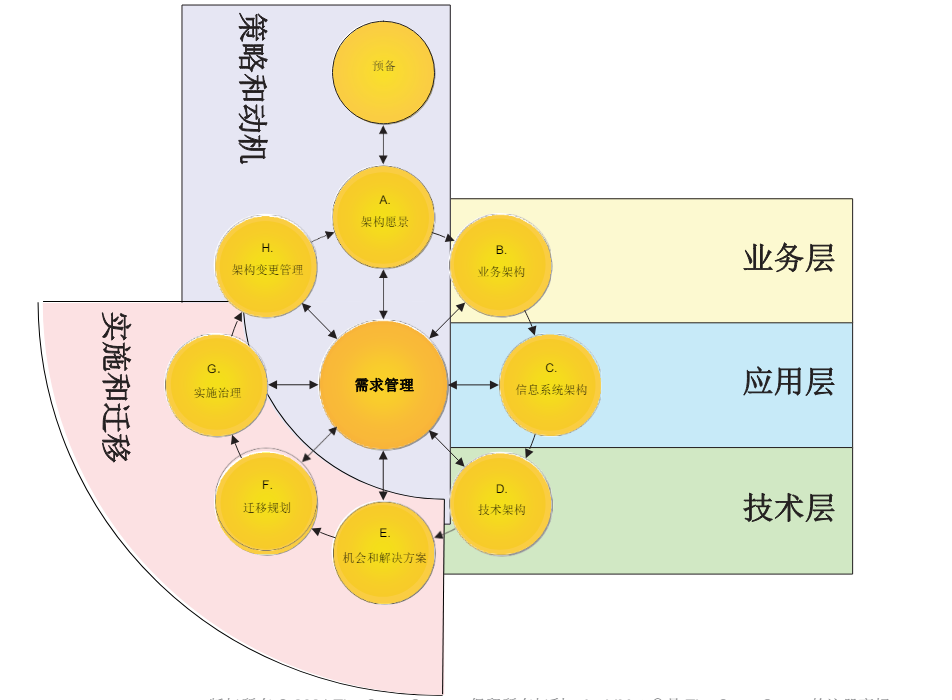 策略和动机
预备
A.
架构愿景
H.
架构变更管理
B.
业务架构
业务层
实施和迁移
G.
实施治理
需求管理
C.
信息系统架构
应用层
F.
迁移规划
E.
机会和解决方案
D.
技术架构
技术层